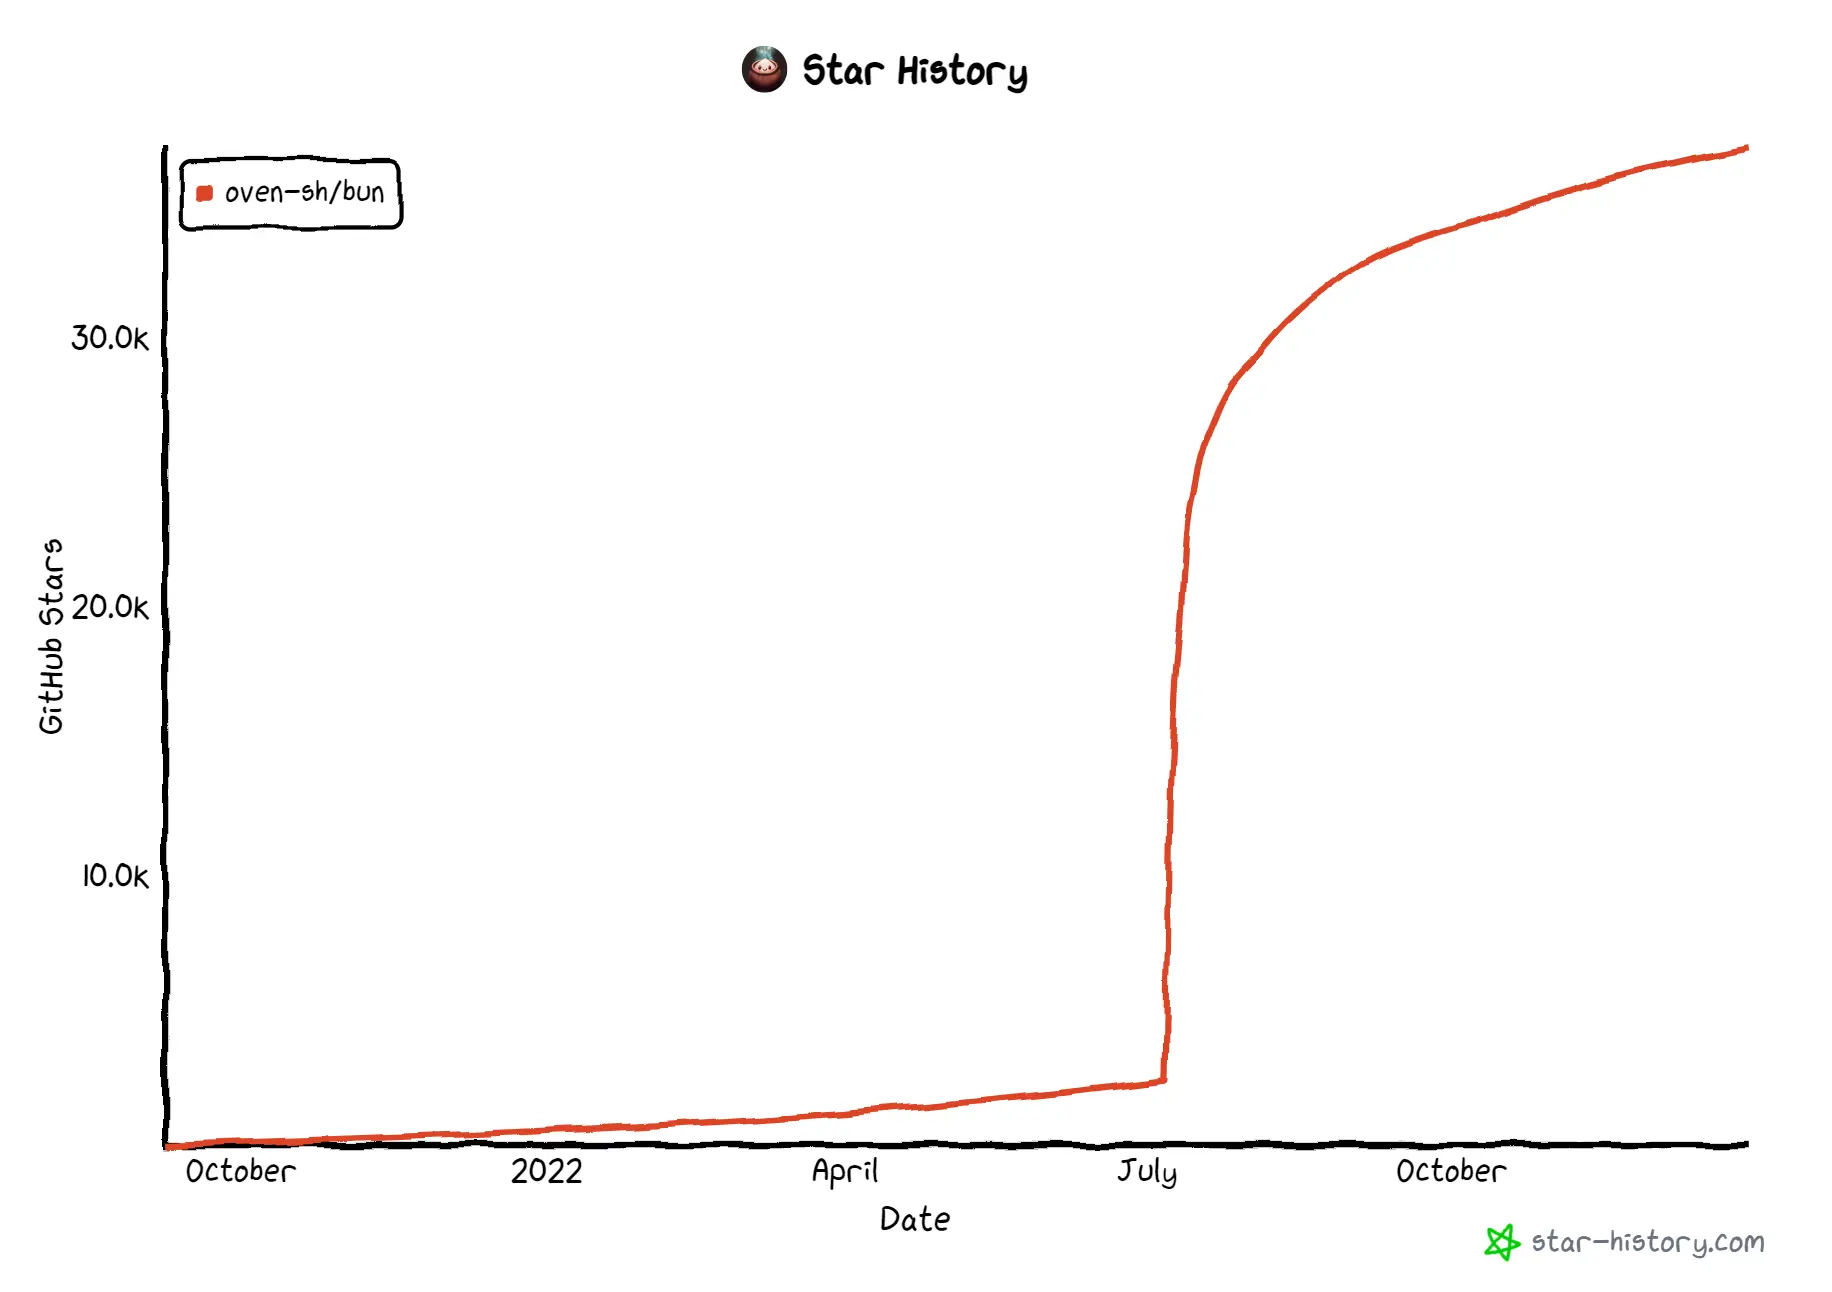 Star History
oven-sh/bun
30.0k
20.0k
10.0k
GitHub Stars
October 2022 April July October
Date
star-history.com